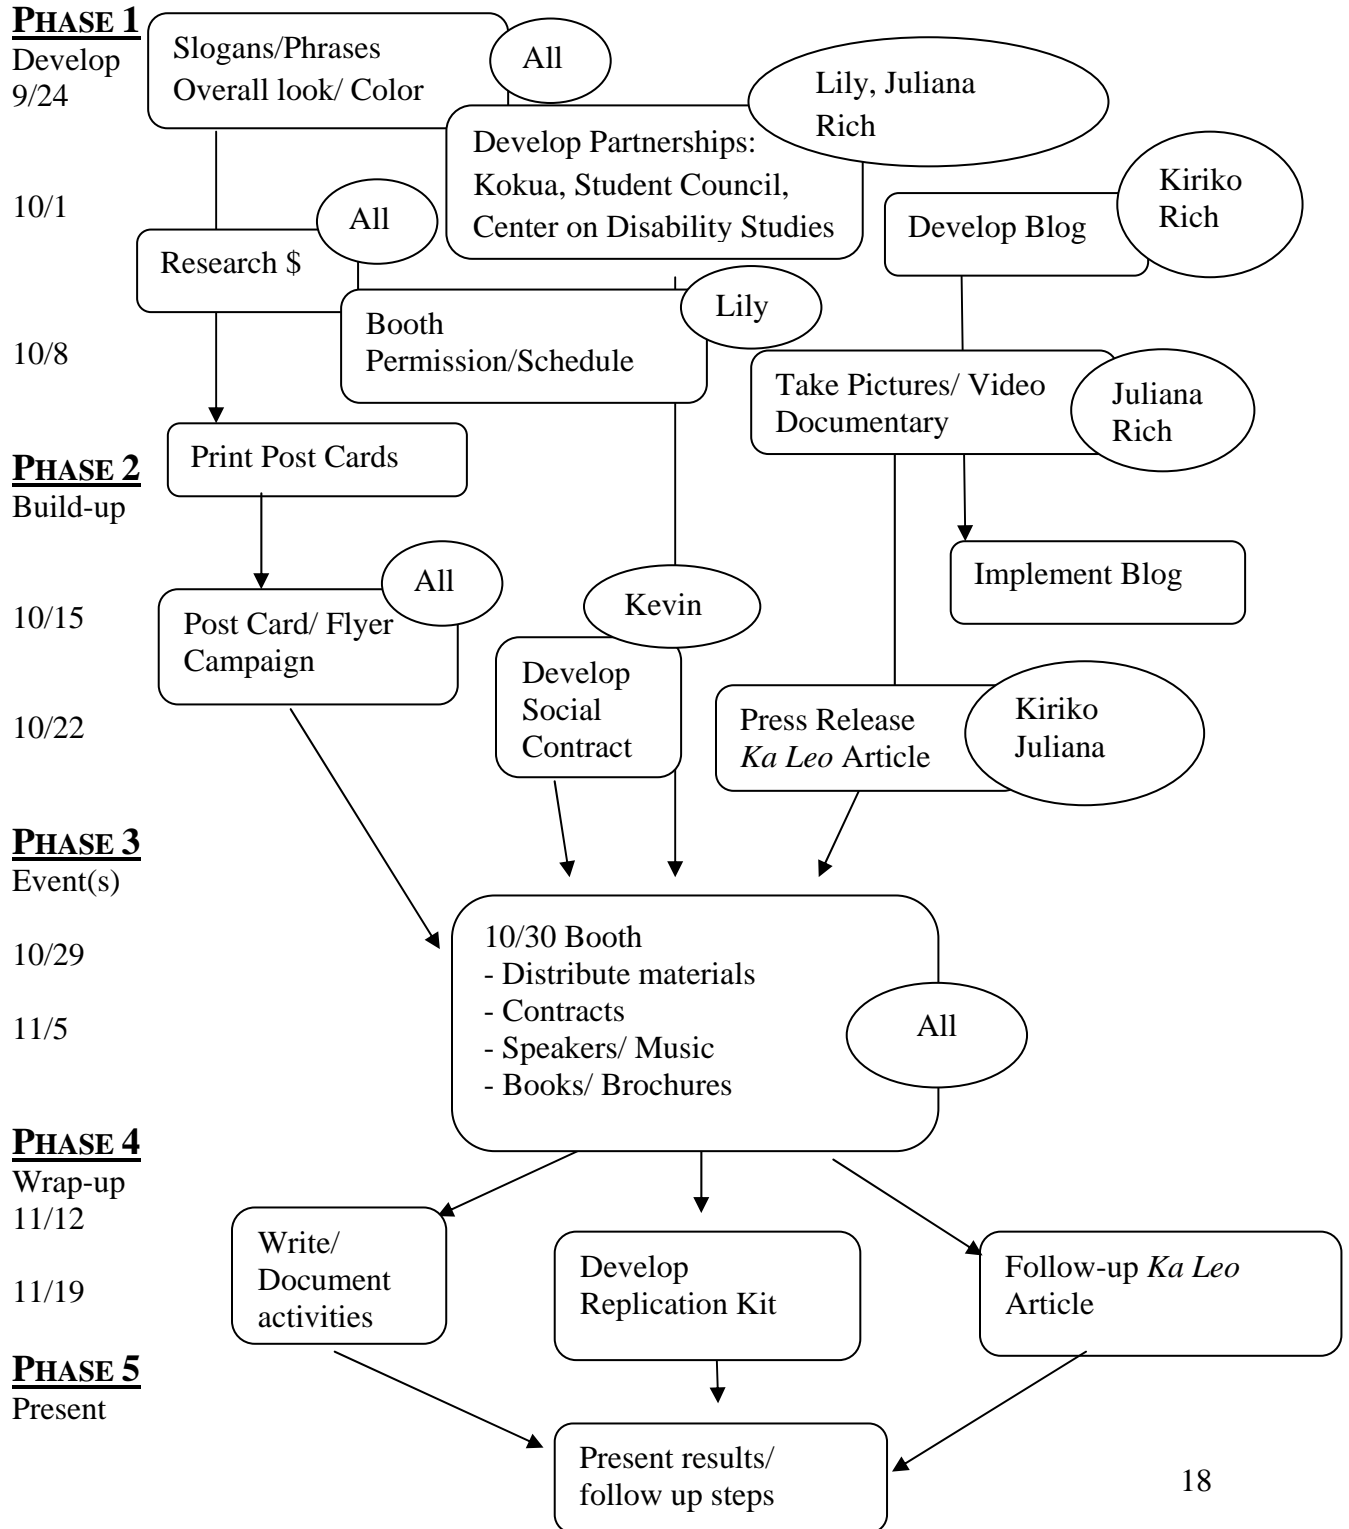 PHASE 1
Develop
9/24
Slogans/Phrases
Overall look/ Color
All
Lily, Juliana
Rich
Develop Partnerships:
Kokua, Student Council,
Center on Disability Studies
10/1
All
Kiriko
Rich
Develop Blog
Research $
Lily
Booth
Permission/Schedule
10/8
Take Pictures/ Video
Documentary
Juliana
Rich
Print Post Cards
PHASE 2
Build-up
All
Implement Blog
10/15
Post Card/ Flyer
Campaign
Kevin
Develop
Social
Contract
10/22
Press Release
Ka Leo Article
Kiriko
Juliana
PHASE 3
Event(s)
10/29
11/5
10/30 Booth
- Distribute materials
- Contracts
- Speakers/ Music
- Books/ Brochures
All
PHASE 4
Wrap-up
11/12
11/19
Write/
Document
activities
Develop
Replication Kit
Follow-up Ka Leo
Article
PHASE 5
Present
Present results/
follow up steps
18